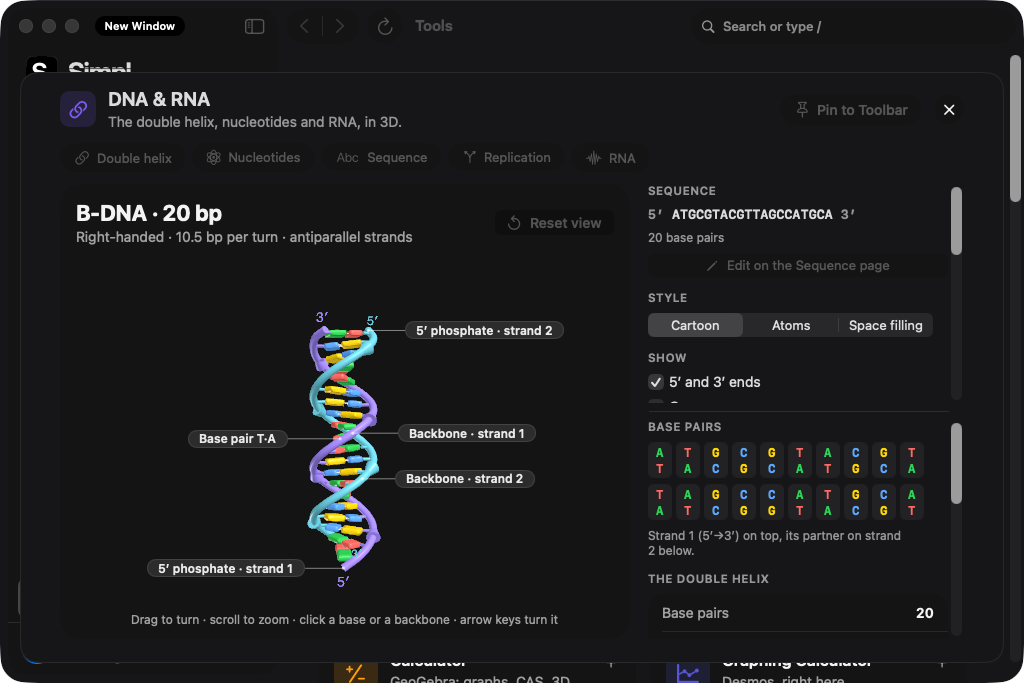 New Window
Tools
Search or type /
S Simpl
DNA & RNA
The double helix, nucleotides and RNA, in 3D.
Pin to Toolbar
Double helix
Nucleotides
Abc Sequence
Replication
RNA
B-DNA · 20 bp
Right-handed · 10.5 bp per turn · antiparallel strands
Reset view
3′
5′
5′ phosphate · strand 2
Base pair T·A
Backbone · strand 1
Backbone · strand 2
5′ phosphate · strand 1
3′
5′
Drag to turn · scroll to zoom · click a base or a backbone · arrow keys turn it
SEQUENCE
5′ ATGCGTACGTTAGCCATGCA 3′
20 base pairs
Edit on the Sequence page
STYLE
Cartoon Atoms Space filling
SHOW
5′ and 3′ ends
BASE PAIRS
A T G C G T A C G T
T A C G C A T G C A
T A G C C A T G C A
A T C G G T A C G T
Strand 1 (5′→3′) on top, its partner on strand
2 below.
THE DOUBLE HELIX
Base pairs 20
Calculator
GeoGebra: graphs, CAS, 3D
Graphing Calculator
Desmos, right here